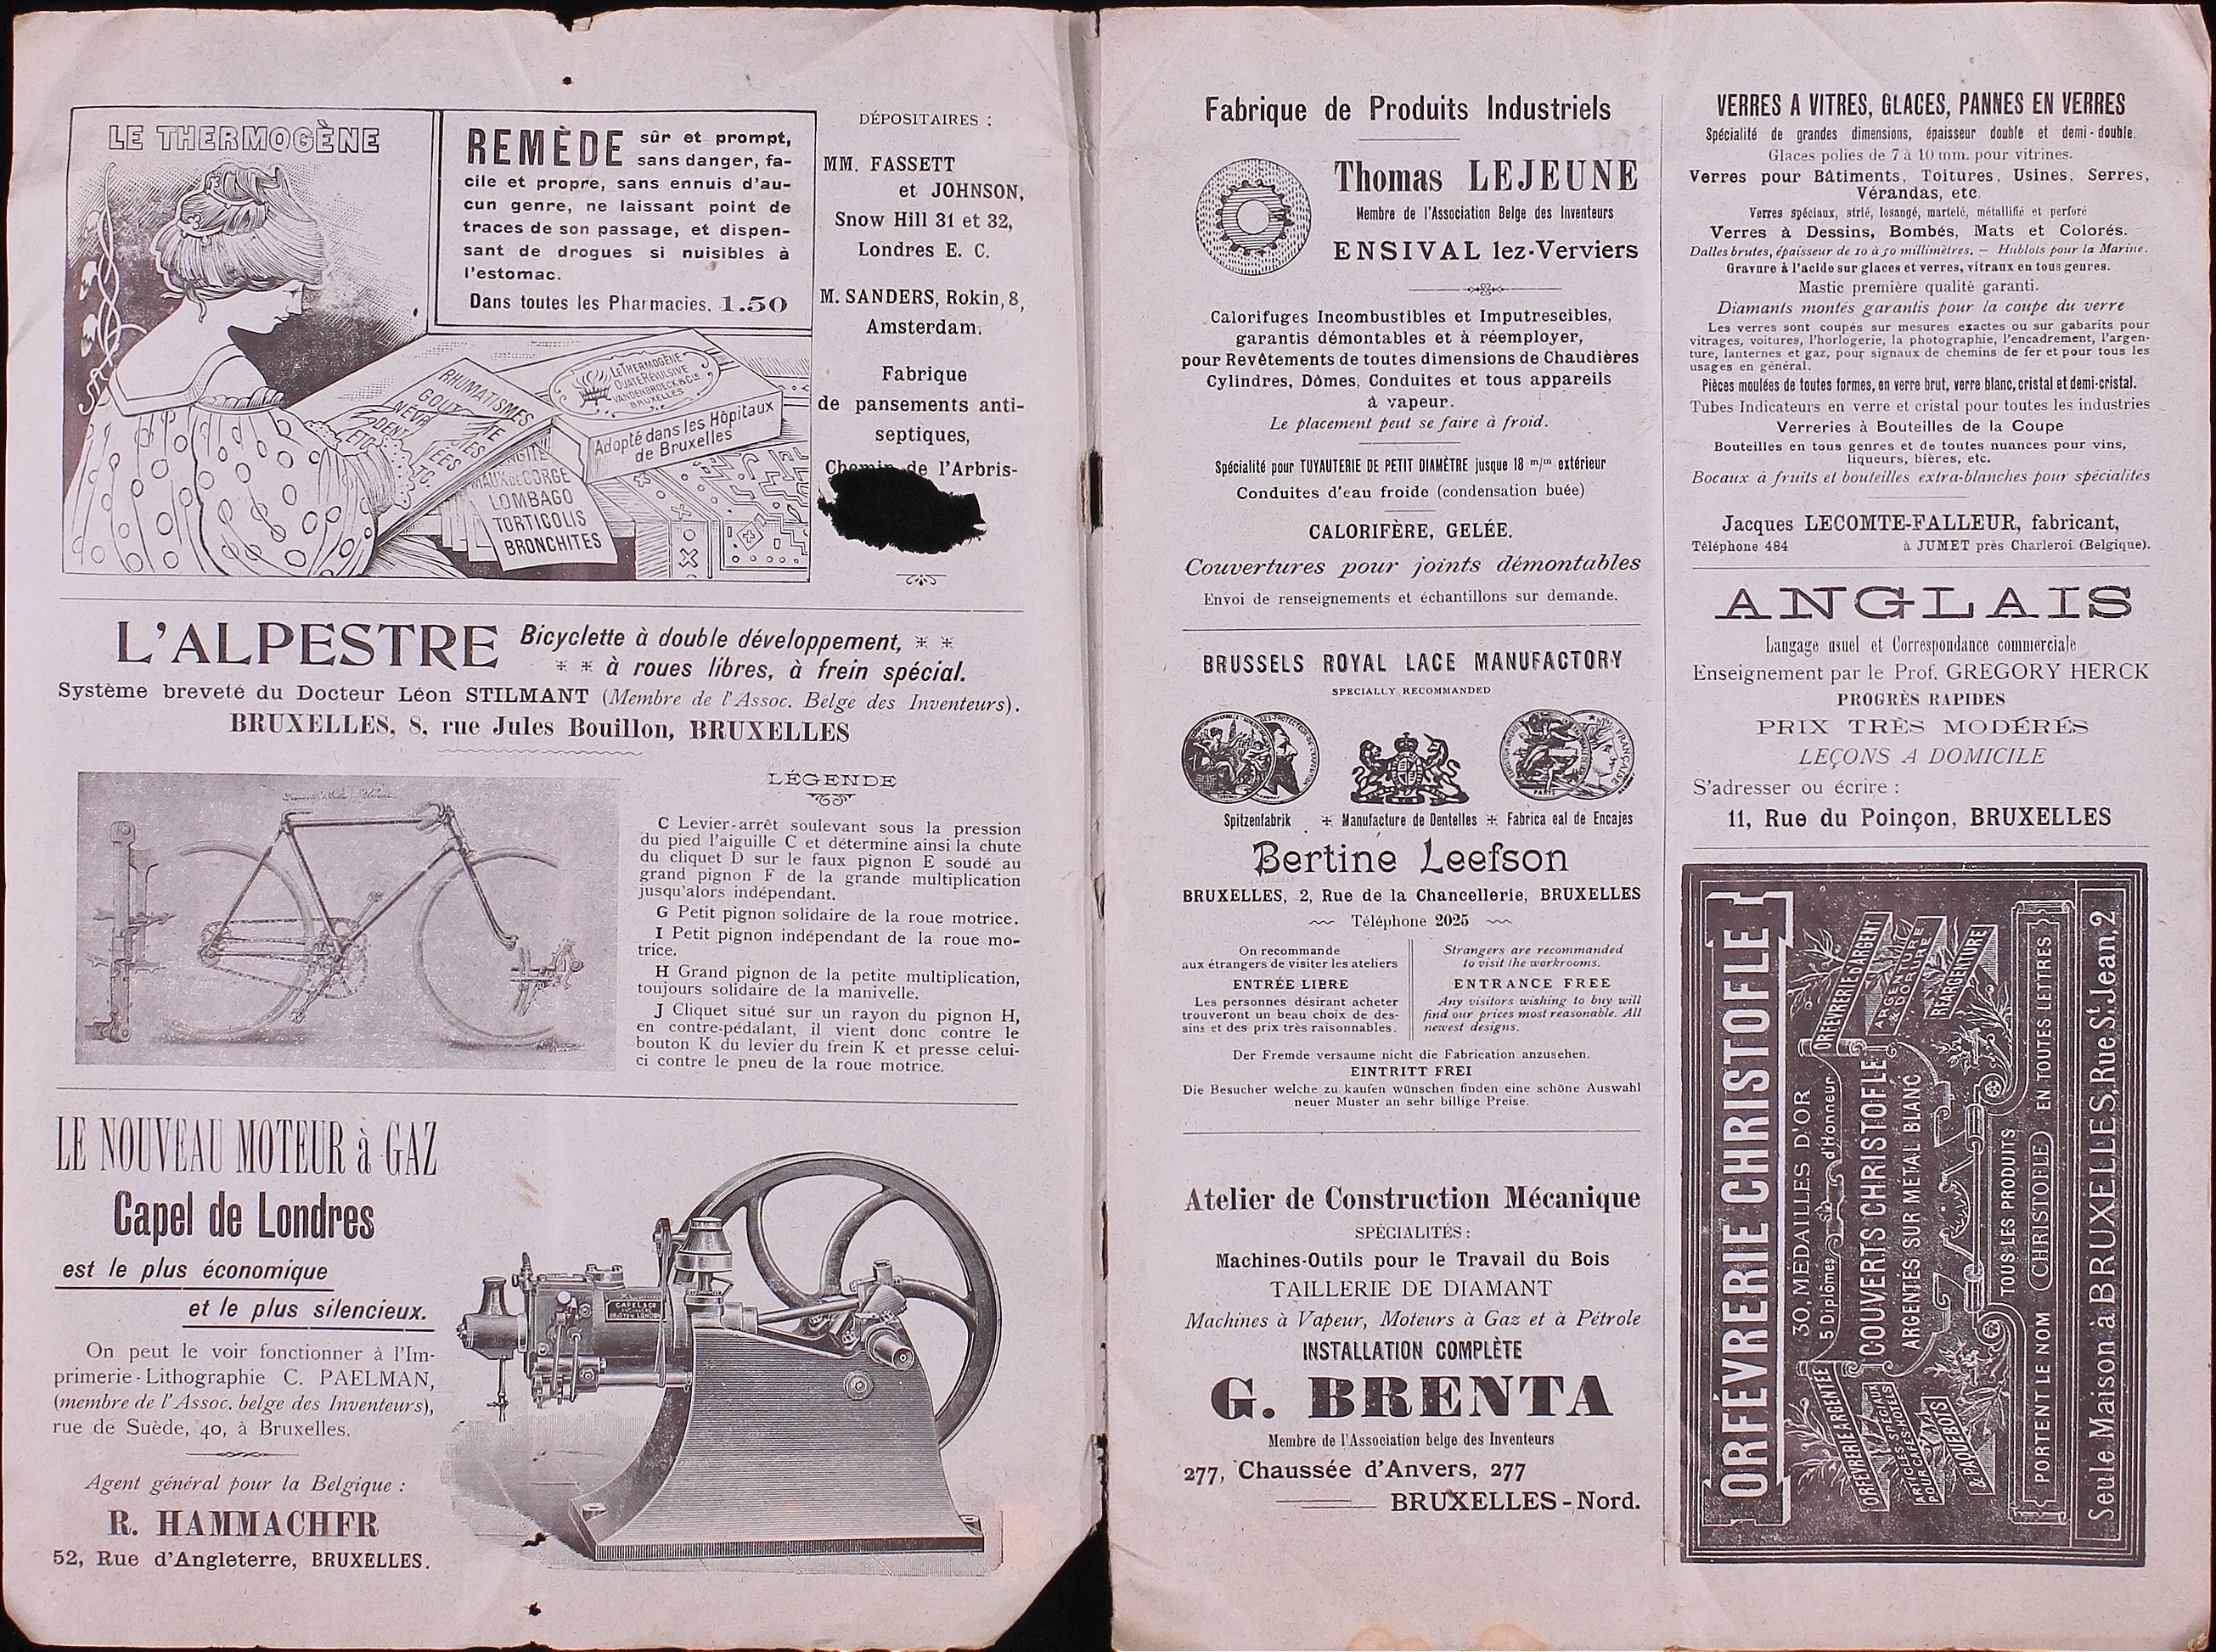 LE THERMOGÈNE
REMÈDE sûr et prompt,
sans danger, fa-
cile et propre, sans ennuis d'au-
cun genre, ne laissant point de
traces de son passage, et dispen-
sant de drogues si nuisibles à
l'estomac.
Dans toutes les Pharmacies. 1.50
LE THERMOGÈNE
OUATE RÉVULSIVE
VANDENBROECK & Cie
BRUXELLES
Adopté dans les Hôpitaux
de Bruxelles
RHUMATISMES
GOUTTE
MAUX DE GORGE
LOMBAGO
TORTICOLIS
BRONCHITES
DÉPOSITAIRES :
MM. FASSETT
et JOHNSON,
Snow Hill 31 et 32,
Londres E. C.
M. SANDERS, Rokin, 8,
Amsterdam.
Fabrique
de pansements anti-
septiques,
Chemin de l'Arbris-
L'ALPESTRE Bicyclette à double développement,
à roues libres, à frein spécial.
Système breveté du Docteur Léon STILMANT (Membre de l'Assoc. Belge des Inventeurs).
BRUXELLES, 8, rue Jules Bouillon, BRUXELLES
LÉGENDE
C Levier-arrêt soulevant sous la pression
du pied l'aiguille C et détermine ainsi la chute
du cliquet D sur le faux pignon E soudé au
grand pignon F de la grande multiplication
jusqu'alors indépendant.
G Petit pignon solidaire de la roue motrice.
I Petit pignon indépendant de la roue mo-
trice.
H Grand pignon de la petite multiplication,
toujours solidaire de la manivelle.
J Cliquet situé sur un rayon du pignon H,
en contre-pédalant, il vient donc contre le
bouton K du levier du frein K et presse celui-
ci contre le pneu de la roue motrice.
LE NOUVEAU MOTEUR à GAZ
Capel de Londres
est le plus économique
et le plus silencieux.
On peut le voir fonctionner à l'Im-
primerie-Lithographie C. PAELMAN,
(membre de l'Assoc. belge des Inventeurs),
rue de Suède, 40, à Bruxelles.
Agent général pour la Belgique :
R. HAMMACHER
52, Rue d'Angleterre, BRUXELLES.
CAPEL & Co
Fabrique de Produits Industriels
Thomas LEJEUNE
Membre de l'Association Belge des Inventeurs
ENSIVAL lez-Verviers
Calorifuges Incombustibles et Imputrescibles,
garantis démontables et à réemployer,
pour Revêtements de toutes dimensions de Chaudières
Cylindres, Dômes, Conduites et tous appareils
à vapeur.
Le placement peut se faire à froid.
Spécialité pour TUYAUTERIE DE PETIT DIAMÈTRE jusque 18 m/m extérieur
Conduites d'eau froide (condensation buée)
CALORIFÈRE, GELÉE.
Couvertures pour joints démontables
Envoi de renseignements et échantillons sur demande.
BRUSSELS ROYAL LACE MANUFACTORY
SPECIALLY RECOMMANDED
Spitzenfabrik * Manufacture de Dentelles * Fabrica eal de Encajes
Bertine Leefson
BRUXELLES, 2, Rue de la Chancellerie, BRUXELLES
Téléphone 2025
On recommande
aux étrangers de visiter les ateliers
ENTRÉE LIBRE
Les personnes désirant acheter
trouveront un beau choix de des-
sins et des prix très raisonnables.
Strangers are recommanded
to visit the workrooms.
ENTRANCE FREE
Any visitors wishing to buy will
find our prices most reasonable. All
newest designs.
Der Fremde versaume nicht die Fabrication anzusehen.
EINTRITT FREI
Die Besucher welche zu kaufen wünschen finden eine schöne Auswahl
neuer Muster an sehr billige Preise.
Atelier de Construction Mécanique
SPÉCIALITÉS :
Machines-Outils pour le Travail du Bois
TAILLERIE DE DIAMANT
Machines à Vapeur, Moteurs à Gaz et à Pétrole
INSTALLATION COMPLÈTE
G. BRENTA
Membre de l'Association belge des Inventeurs
277, Chaussée d'Anvers, 277
BRUXELLES-Nord.
VERRES A VITRES, GLACES, PANNES EN VERRES
Spécialité de grandes dimensions, épaisseur double et demi-double.
Glaces polies de 7 à 10 mm. pour vitrines.
Verres pour Bâtiments, Toitures, Usines, Serres,
Vérandas, etc.
Verres spéciaux, strié, losangé, martelé, métallifié et perforé
Verres à Dessins, Bombés, Mats et Colorés.
Dalles brutes, épaisseur de 10 à 50 millimètres. — Hublots pour la Marine.
Gravure à l'acide sur glaces et verres, vitraux en tous genres.
Mastic première qualité garanti.
Diamants montés garantis pour la coupe du verre
Les verres sont coupés sur mesures exactes ou sur gabarits pour
vitrages, voitures, l'horlogerie, la photographie, l'encadrement, l'argen-
ture, lanternes et gaz, pour signaux de chemins de fer et pour tous les
usages en général.
Pièces moulées de toutes formes, en verre brut, verre blanc, cristal et demi-cristal.
Tubes Indicateurs en verre et cristal pour toutes les industries
Verreries à Bouteilles de la Coupe
Bouteilles en tous genres et de toutes nuances pour vins,
liqueurs, bières, etc.
Bocaux à fruits et bouteilles extra-blanches pour spécialités
Jacques LECOMTE-FALLEUR, fabricant,
Téléphone 484 à JUMET près Charleroi (Belgique).
ANGLAIS
Langage usuel et Correspondance commerciale
Enseignement par le Prof. GREGORY HERCK
PROGRÈS RAPIDES
PRIX TRÈS MODÉRÉS
LEÇONS A DOMICILE
S'adresser ou écrire :
11, Rue du Poinçon, BRUXELLES
ORFÉVRERIE CHRISTOFLE
30, MÉDAILLES D'OR
5 Diplômes d'Honneur
COUVERTS CHRISTOFLE
ARGENTÉS SUR MÉTAL BLANC
ORFÉVRERIE ARGENTÉE
ARTICLES SPÉCIAUX
POUR CAFÉS, HÔTELS
& PAQUEBOTS
ORFÉVRERIE D'ARGENT
ARGENTURE
& DORURE
RÉARGENTURE
TOUS LES PRODUITS
PORTENT LE NOM CHRISTOFLE EN TOUTES LETTRES
Seule Maison à BRUXELLES, Rue St Jean, 2